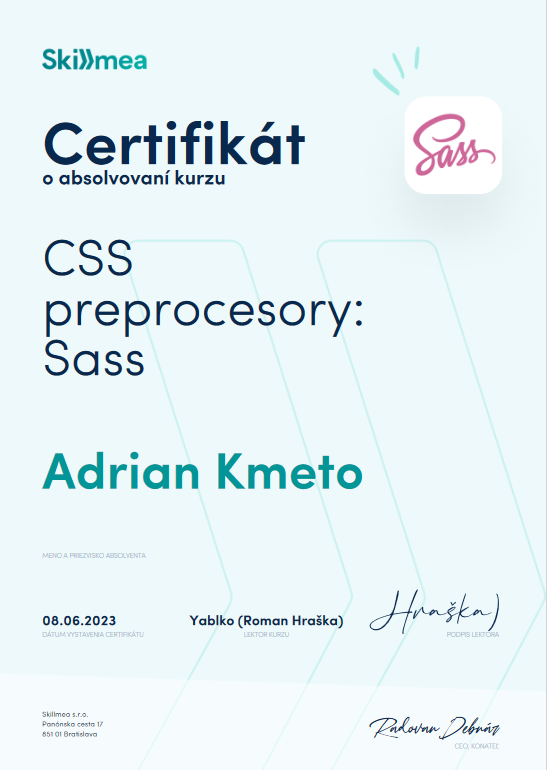 Skillmea
Certifikát
o absolvovaní kurzu
Sass
CSS
preprocesory:
Sass
Adrian Kmeto
MENO A PRIEZVISKO ABSOLVENTA
08.06.2023
DÁTUM VYSTAVENIA CERTIFIKÁTU
Yablko (Roman Hraška)
LEKTOR KURZU
Hraška)
PODPIS LEKTORA
Skillmea s.r.o.
Panónska cesta 17
851 01 Bratislava
Radovan Debnár
CEO, KONATEĽ